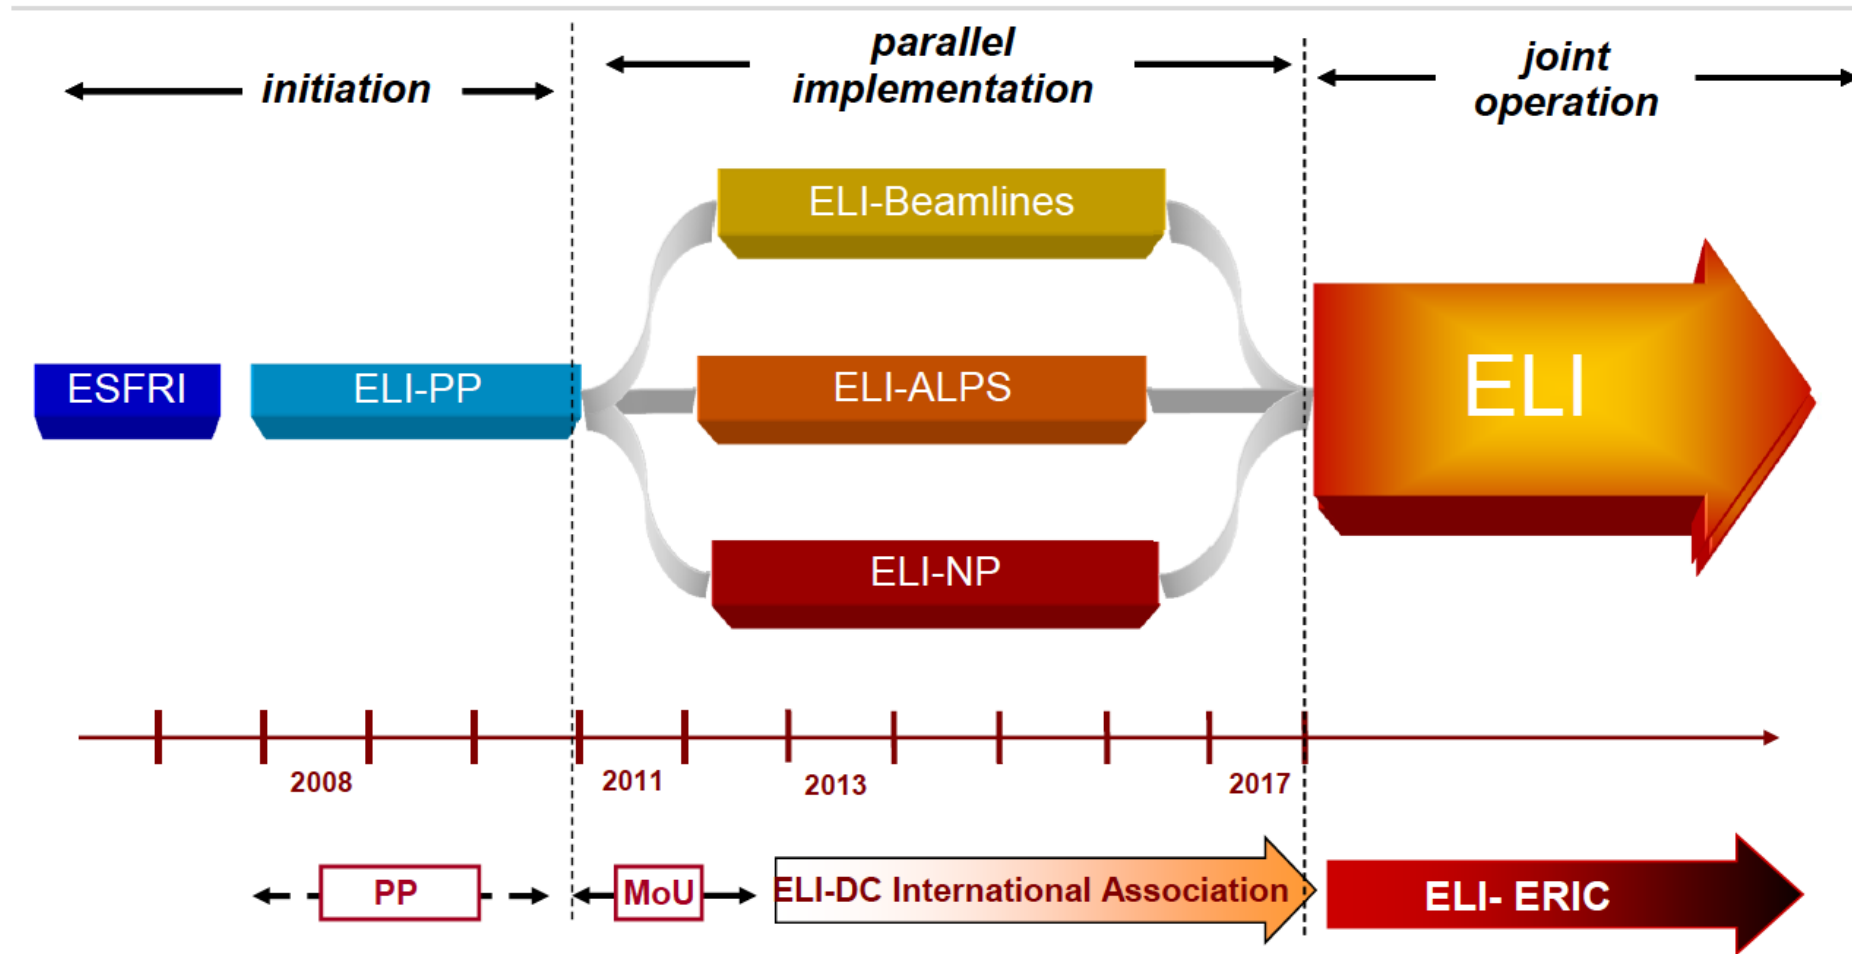 initiation
parallel
implementation
joint
operation
ELI-Beamlines
ESFRI
ELI-PP
ELI-ALPS
ELI
ELI-NP
2008
2011
2013
2017
PP
MoU
ELI-DC International Association
ELI- ERIC